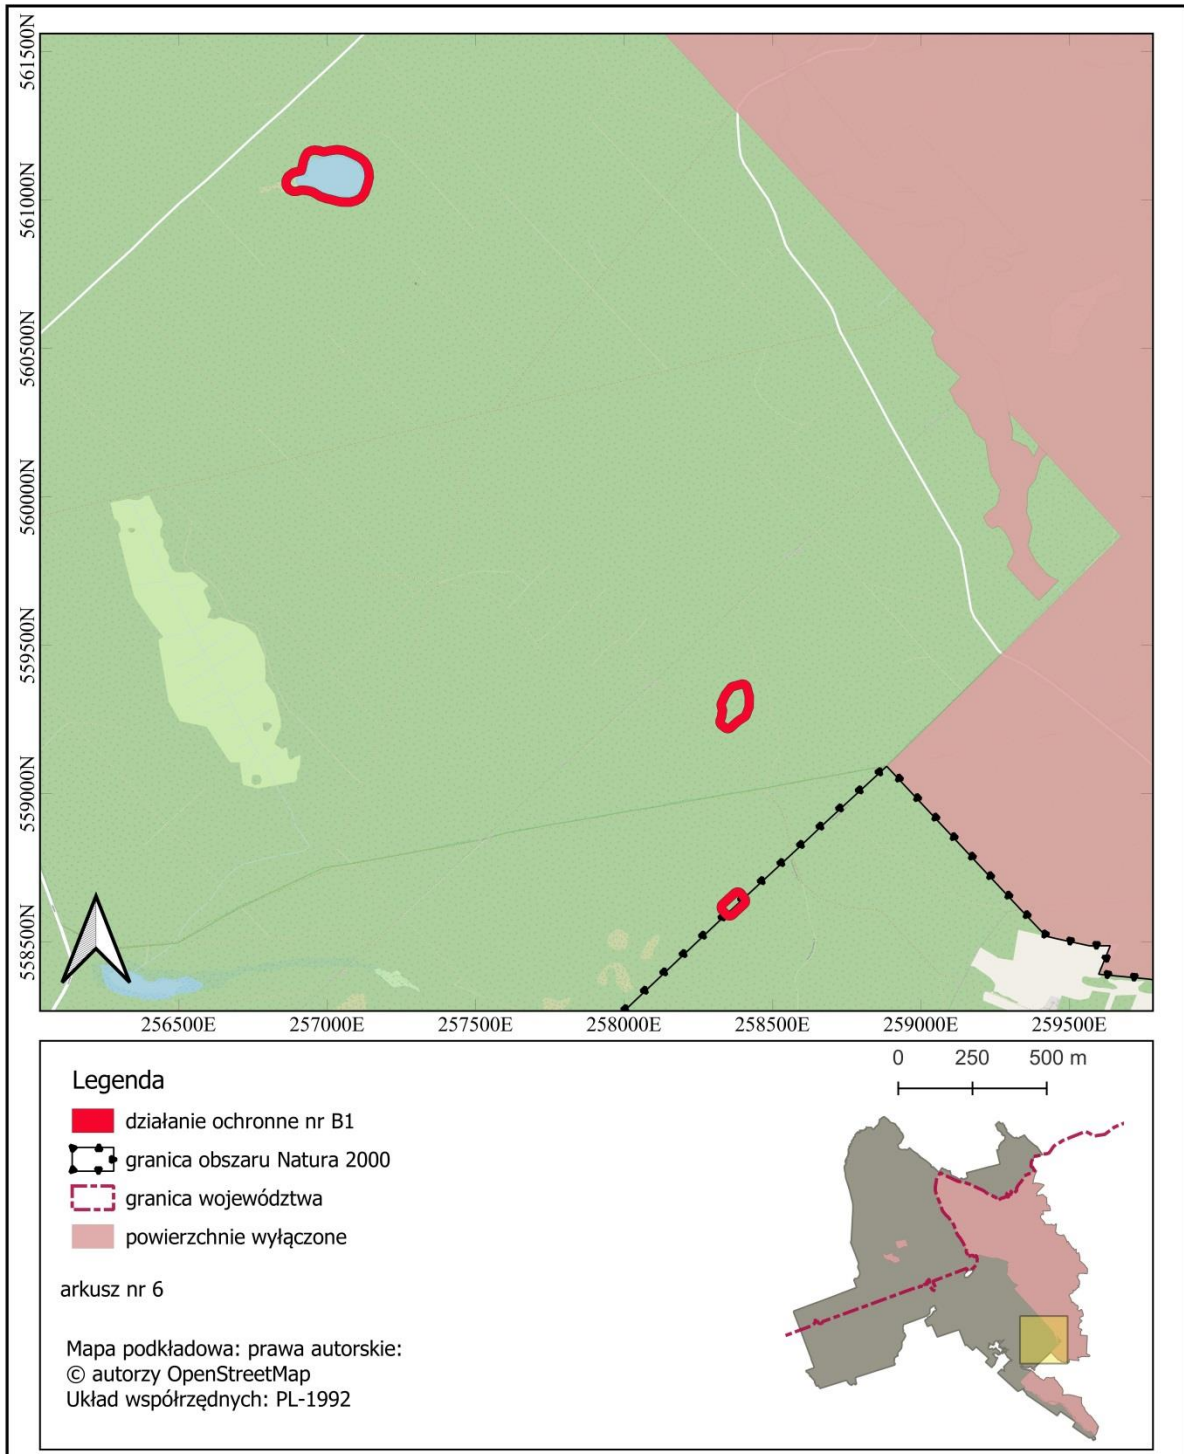 561500N
561000N
560500N
560000N
559500N
559000N
558500N
256500E 257000E 257500E 258000E 258500E 259000E 259500E
0 250 500 m
Legenda
działanie ochronne nr B1
granica obszaru Natura 2000
granica województwa
powierzchnie wyłączone
arkusz nr 6
Mapa podkładowa: prawa autorskie:
© autorzy OpenStreetMap
Układ współrzędnych: PL-1992